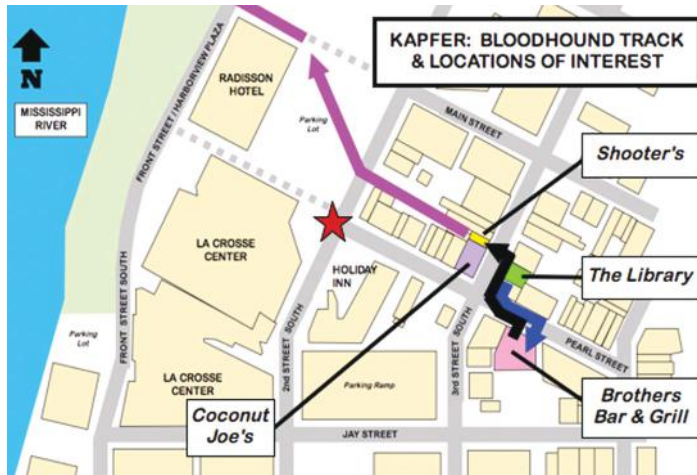 KAPFER: BLOODHOUND TRACK
& LOCATIONS OF INTEREST
N
MISSISSIPPI
RIVER
FRONT STREET/HARBORVIEW PLAZA
RADISSON
HOTEL
Parking
Lot
MAIN STREET
Shooter's
LA CROSSE
CENTER
HOLIDAY
INN
The Library
FRONT STREET SOUTH
2nd STREET SOUTH
3rd STREET SOUTH
PEARL STREET
Parking
Lot
LA CROSSE
CENTER
Parking Ramp
Coconut
Joe's
Brothers
Bar & Grill
JAY STREET